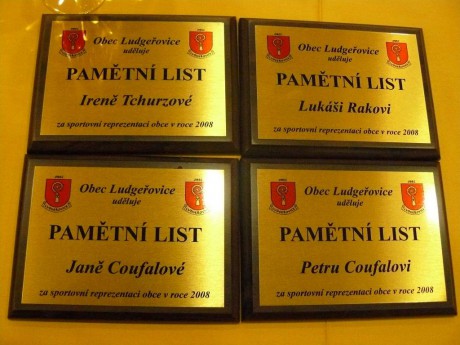 Obec Ludgeřovice
uděluje
PAMĚTNÍ LIST
Ireně Tchurzové
za sportovní reprezentaci obce v roce 2008
Obec Ludgeřovice
uděluje
PAMĚTNÍ LIST
Lukáši Rakovi
za sportovní reprezentaci obce v roce 2008
Obec Ludgeřovice
uděluje
PAMĚTNÍ LIST
Janě Coufalové
za sportovní reprezentaci obce v roce 2008
Obec Ludgeřovice
uděluje
PAMĚTNÍ LIST
Petru Coufalovi
za sportovní reprezentaci obce v roce 2008